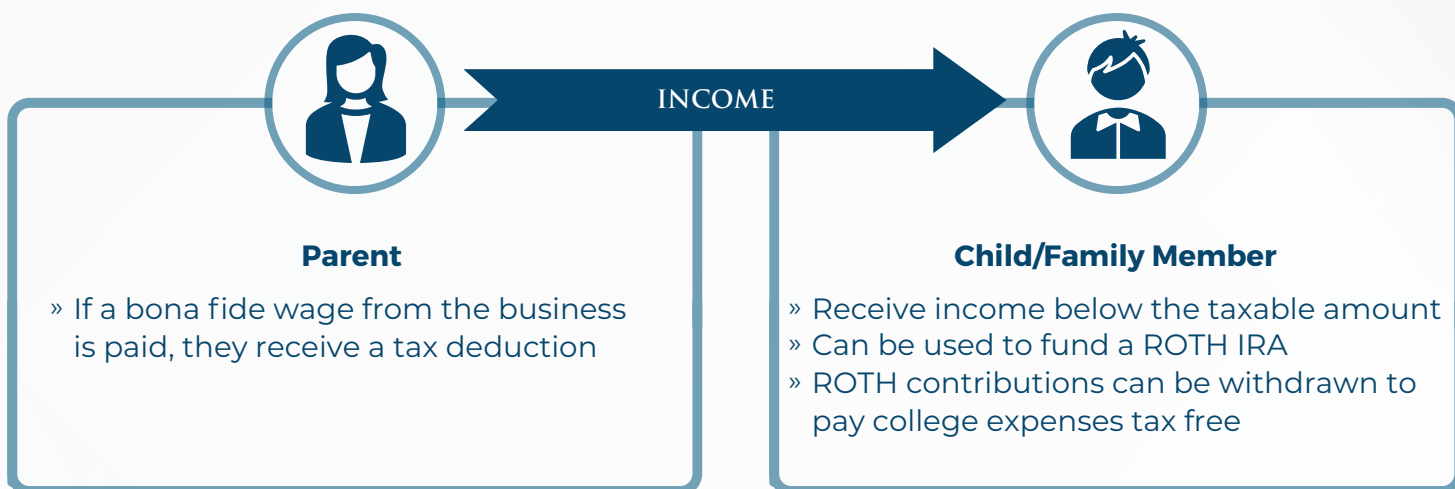 INCOME
Parent
» If a bona fide wage from the business
is paid, they receive a tax deduction
Child/Family Member
» Receive income below the taxable amount
» Can be used to fund a ROTH IRA
» ROTH contributions can be withdrawn to
pay college expenses tax free